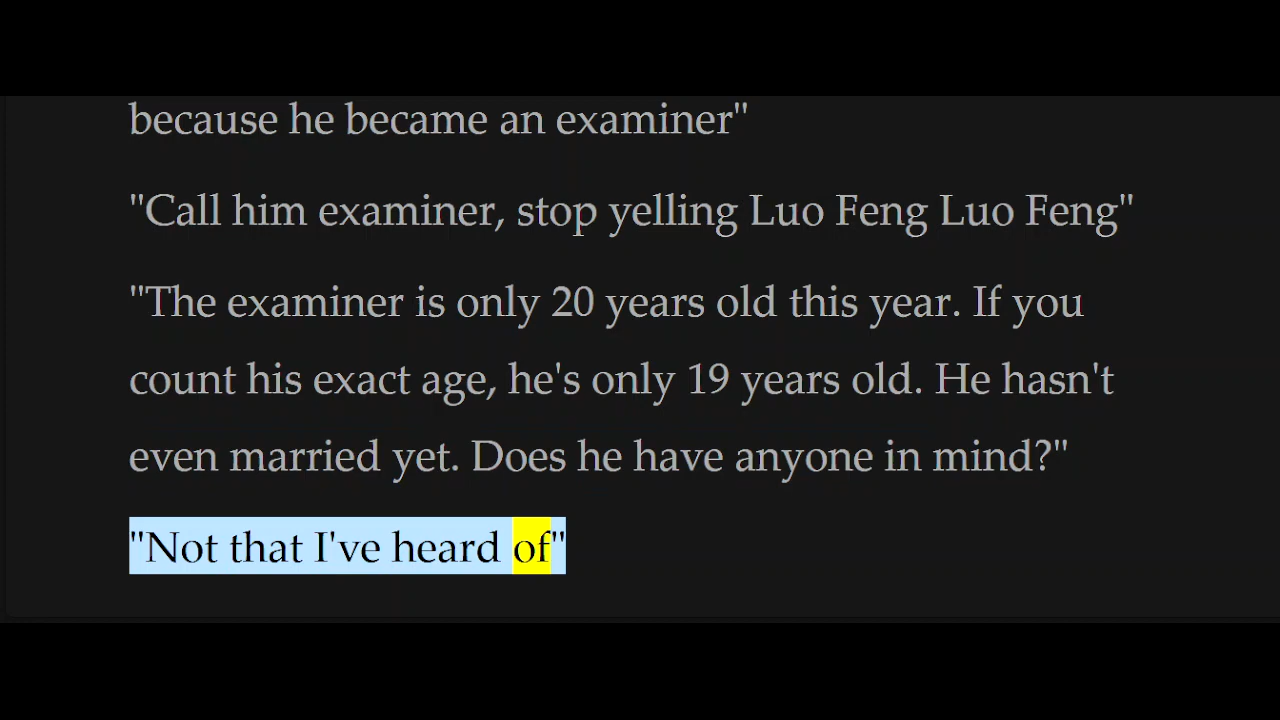 because he became an examiner"
"Call him examiner, stop yelling Luo Feng Luo Feng"
"The examiner is only 20 years old this year. If you
count his exact age, he's only 19 years old. He hasn't
even married yet. Does he have anyone in mind?"
"Not that I've heard of"